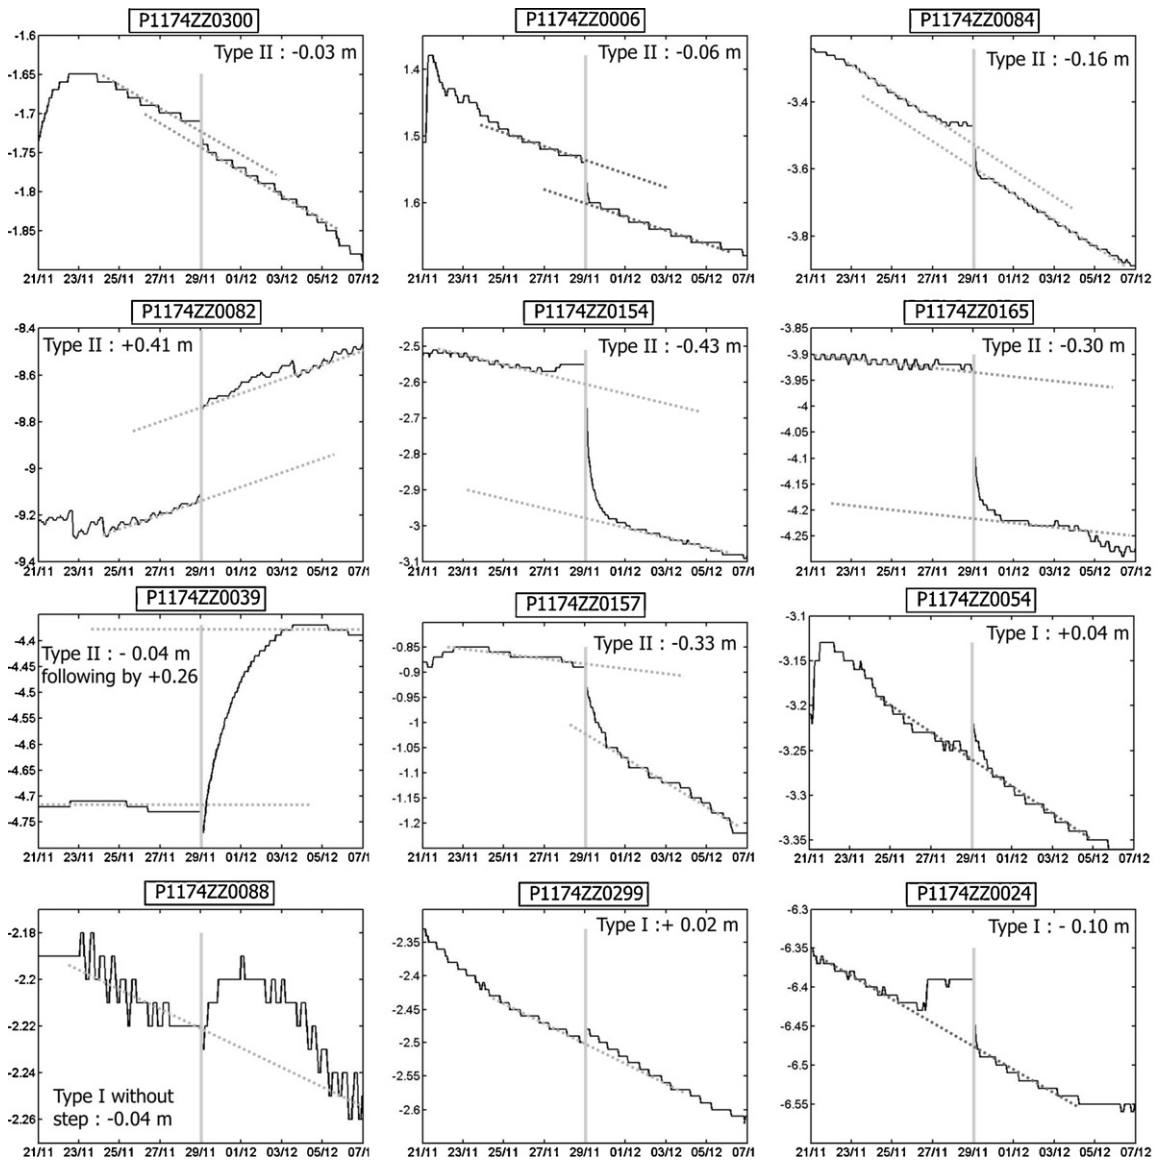 P1174ZZ0300
P1174ZZ0006
P1174ZZ0084
Type II : -0.03 m
-1.6
-1.65
-1.7
-1.75
-1.8
-1.85
21/11 23/11 25/11 27/11 29/11 01/12 03/12 05/12 07/12
Type II : -0.06 m
1.4
1.5
1.6
21/11 23/11 25/11 27/11 29/11 01/12 03/12 05/12 07/12
Type II : -0.16 m
-3.4
-3.6
-3.8
21/11 23/11 25/11 27/11 29/11 01/12 03/12 05/12 07/12
P1174ZZ0082
P1174ZZ0154
P1174ZZ0165
Type II : +0.41 m
-8.4
-8.6
-8.8
-9
-9.2
-9.4
21/11 23/11 25/11 27/11 29/11 01/12 03/12 05/12 07/12
Type II : -0.43 m
-2.5
-2.6
-2.7
-2.8
-2.9
-3
-3.1
21/11 23/11 25/11 27/11 29/11 01/12 03/12 05/12 07/12
Type II : -0.30 m
-3.85
-3.9
-3.95
-4
-4.05
-4.1
-4.15
-4.2
-4.25
21/11 23/11 25/11 27/11 29/11 01/12 03/12 05/12 07/12
P1174ZZ0039
P1174ZZ0157
P1174ZZ0054
Type II : - 0.04 m
following by +0.26
-4.4
-4.45
-4.5
-4.55
-4.6
-4.65
-4.7
-4.75
21/11 23/11 25/11 27/11 29/11 01/12 03/12 05/12 07/1
Type II : -0.33 m
-0.85
-0.9
-0.95
-1
-1.05
-1.1
-1.15
-1.2
21/11 23/11 25/11 27/11 29/11 01/12 03/12 05/12 07/1
Type I : +0.04 m
-3.1
-3.15
-3.2
-3.25
-3.3
-3.35
21/11 23/11 25/11 27/11 29/11 01/12 03/12 05/12 07/12
P1174ZZ0088
P1174ZZ0299
P1174ZZ0024
-2.18
-2.2
-2.22
-2.24
-2.26
Type I without
step : -0.04 m
21/11 23/11 25/11 27/11 29/11 01/12 03/12 05/12 07/12
Type I :+ 0.02 m
-2.35
-2.4
-2.45
-2.5
-2.55
-2.6
21/11 23/11 25/11 27/11 29/11 01/12 03/12 05/12 07/12
Type I : - 0.10 m
-6.3
-6.35
-6.4
-6.45
-6.5
-6.55
21/11 23/11 25/11 27/11 29/11 01/12 03/12 05/12 07/12